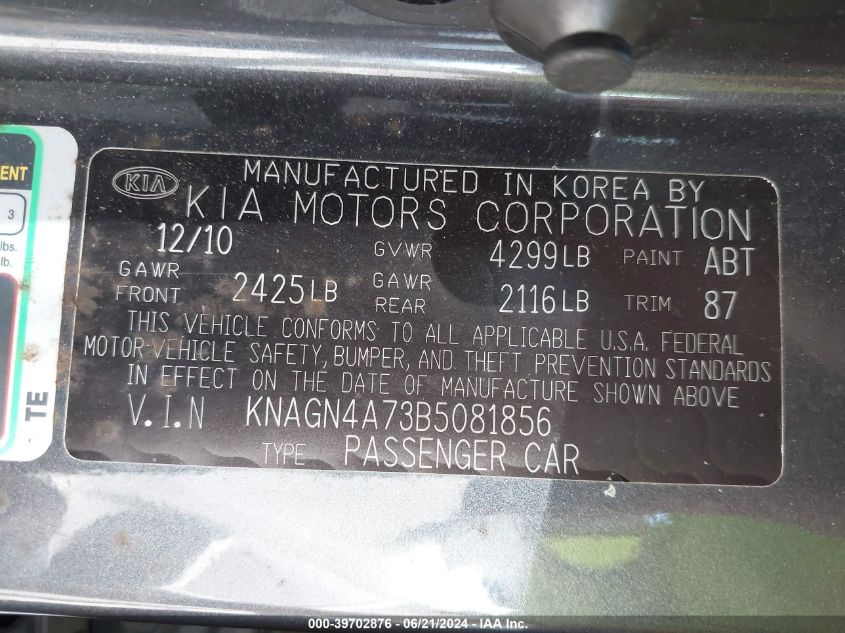 ENT
3
lbs.
lb.
TE
KIA
MANUFACTURED IN KOREA BY
KIA MOTORS CORPORATION
12/10 GVWR 4299LB PAINT ABT
GAWR FRONT 2425LB GAWR REAR 2116LB TRIM 87
THIS VEHICLE CONFORMS TO ALL APPLICABLE U.S.A. FEDERAL
MOTOR-VEHICLE SAFETY, BUMPER, AND THEFT PREVENTION STANDARDS
IN EFFECT ON THE DATE OF MANUFACTURE SHOWN ABOVE
V.I.N KNAGN4A73B5081856
TYPE PASSENGER CAR
000-39702876 - 06/21/2024 - IAA Inc.